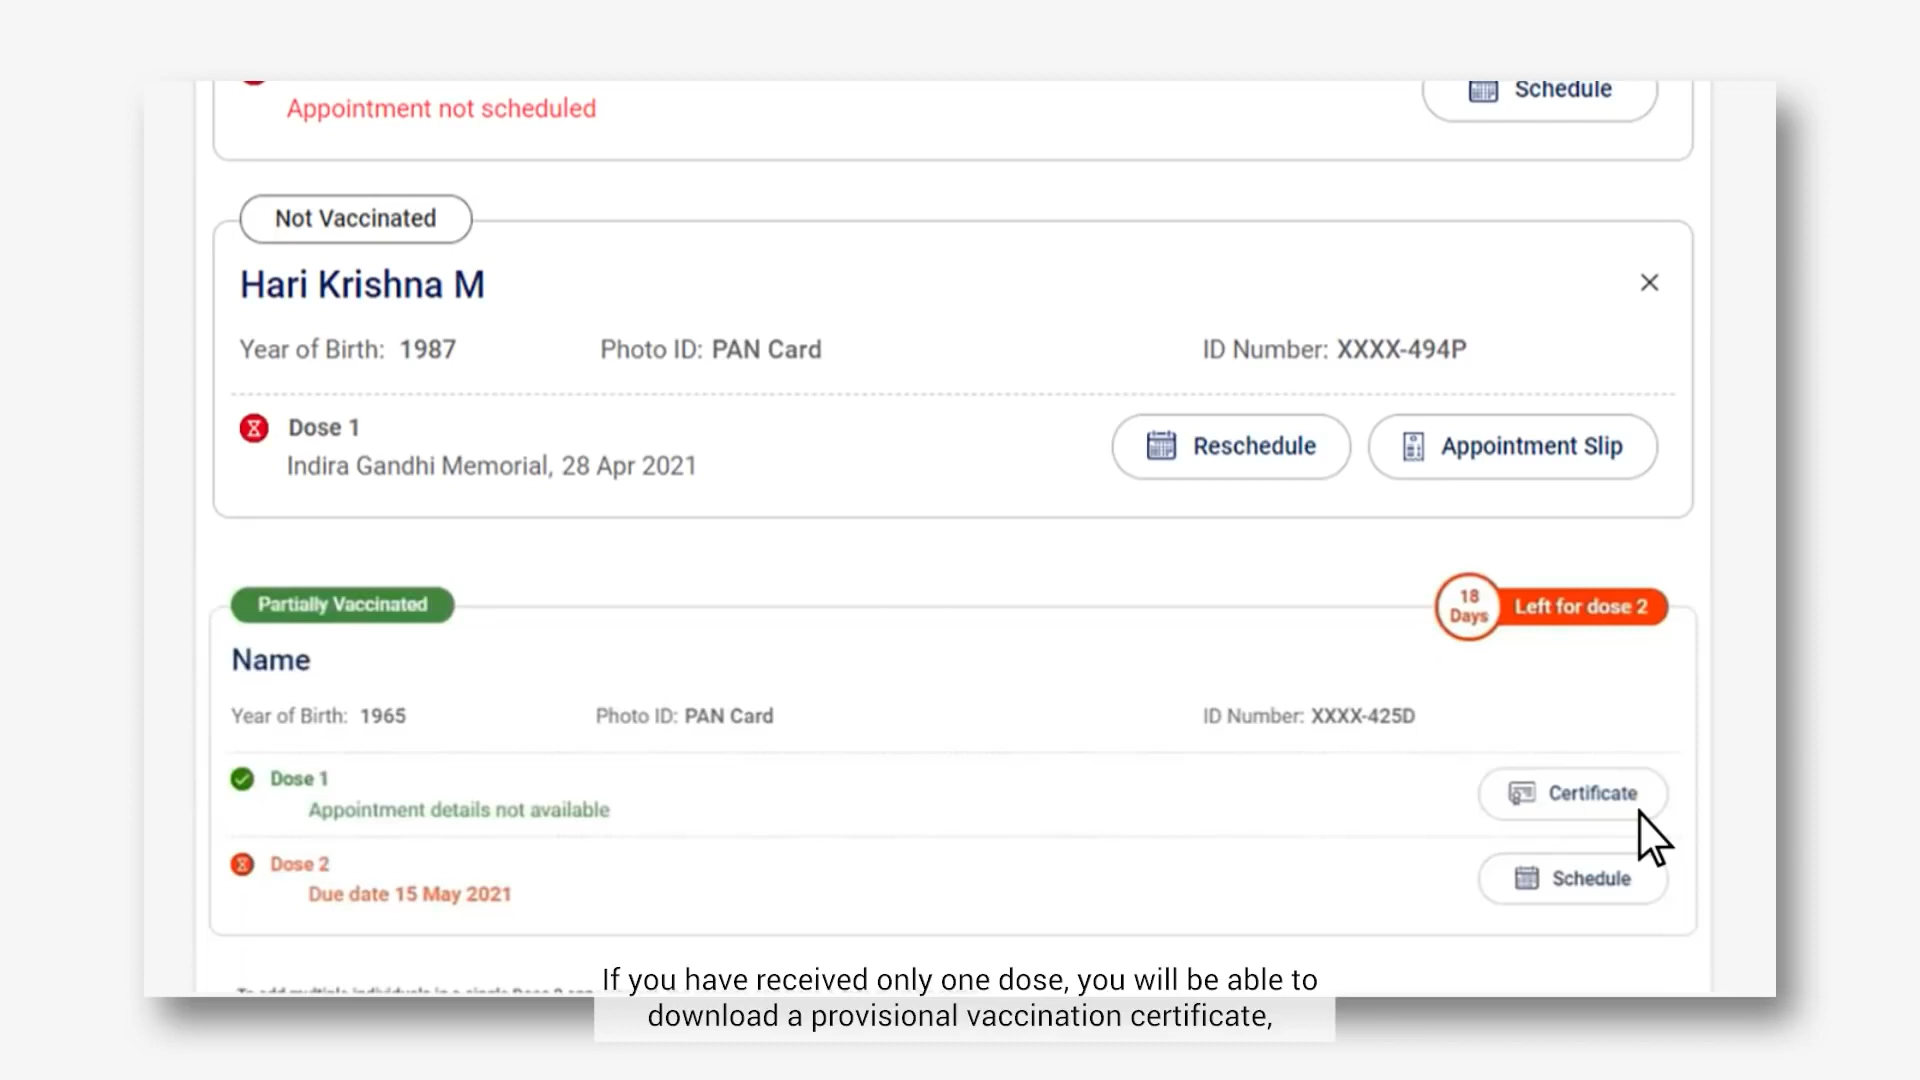 Schedule
Appointment not scheduled
Not Vaccinated
Hari Krishna M
Year of Birth: 1987 Photo ID: PAN Card ID Number: XXXX-494P
Dose 1
Indira Gandhi Memorial, 28 Apr 2021
Reschedule Appointment Slip
Partially Vaccinated
18 Days Left for dose 2
Name
Year of Birth: 1965 Photo ID: PAN Card ID Number: XXXX-425D
Dose 1
Appointment details not available
Certificate
Dose 2
Due date 15 May 2021
Schedule
If you have received only one dose, you will be able to
download a provisional vaccination certificate,